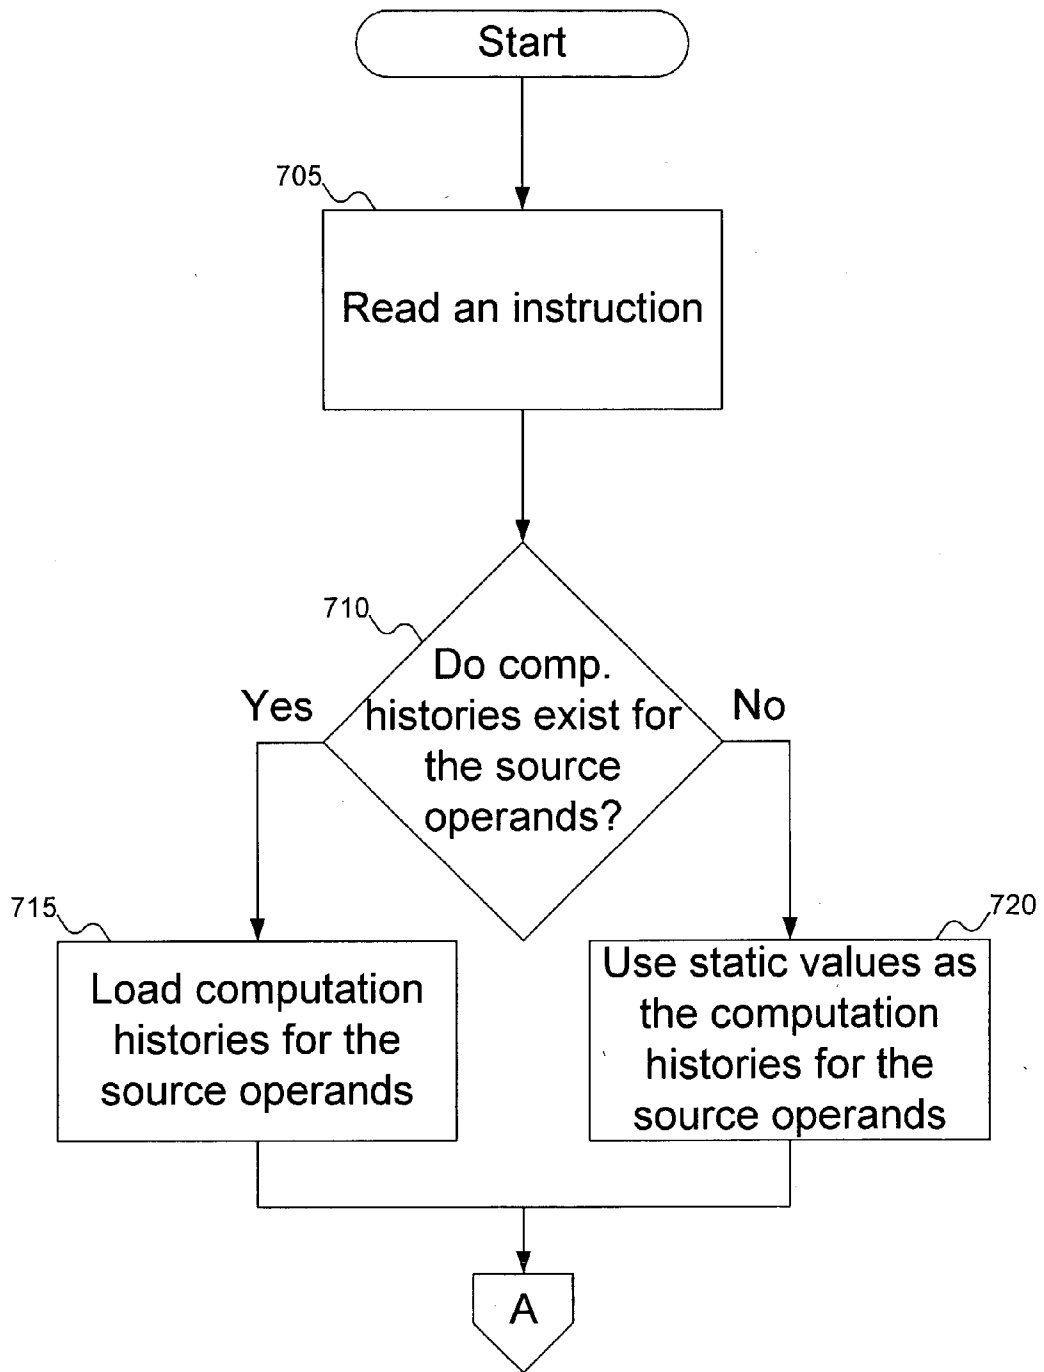 Start
705
Read an instruction
710
Do comp.
histories exist for
the source
operands?
Yes
No
715
Load computation
histories for the
source operands
720
Use static values as
the computation
histories for the
source operands
A